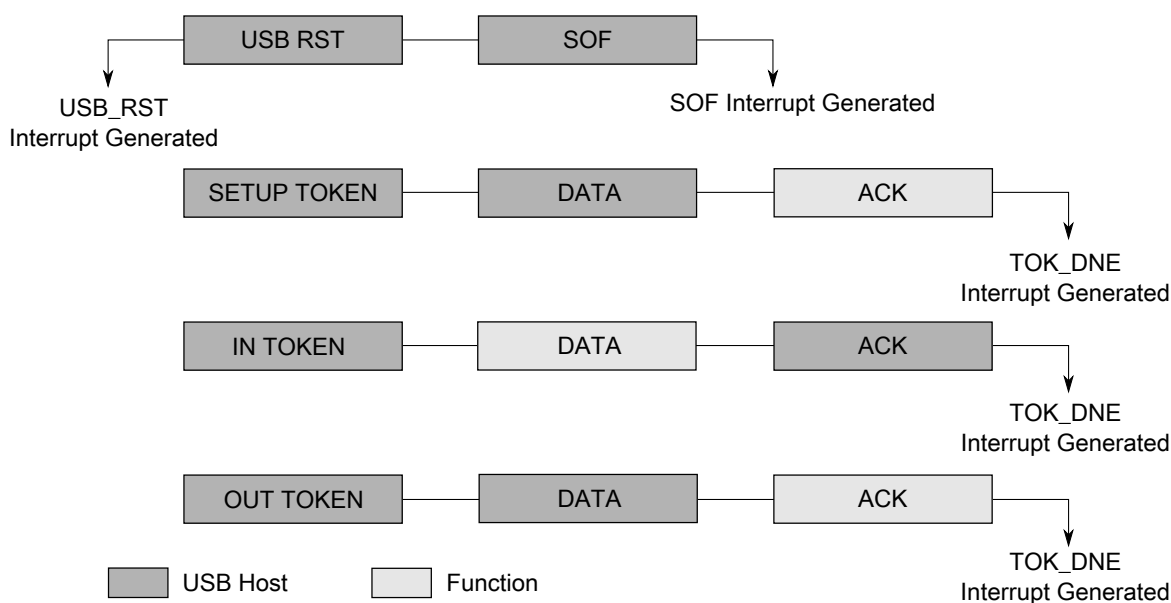 USB RST
SOF
USB_RST
Interrupt Generated
SOF Interrupt Generated
SETUP TOKEN
DATA
ACK
TOK_DNE
Interrupt Generated
IN TOKEN
DATA
ACK
TOK_DNE
Interrupt Generated
OUT TOKEN
DATA
ACK
TOK_DNE
Interrupt Generated
USB Host
Function